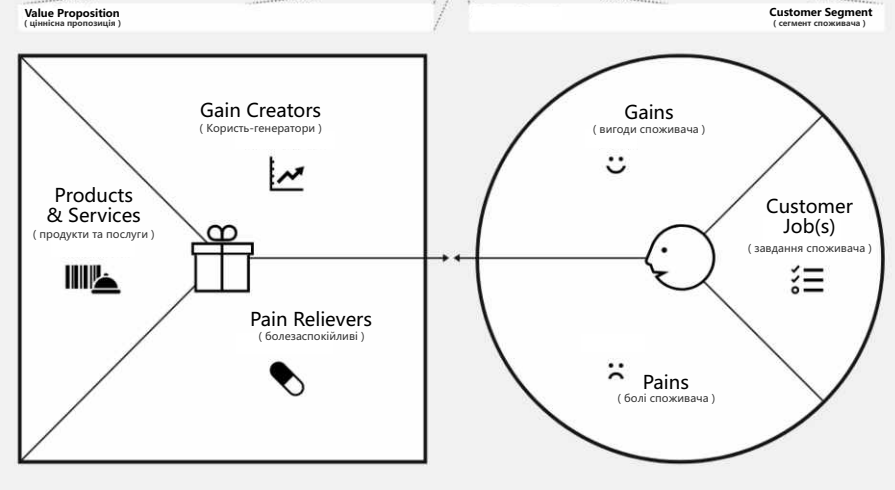 Value Proposition
( ціннісна пропозиція )
Customer Segment
( сегмент споживача )
Gain Creators
( Користь-генератори )
Products
& Services
( продукти та послуги )
Pain Relievers
( болезаспокійливі )
Gains
( вигоди споживача )
Customer
Job(s)
( завдання споживача )
Pains
( болі споживача )